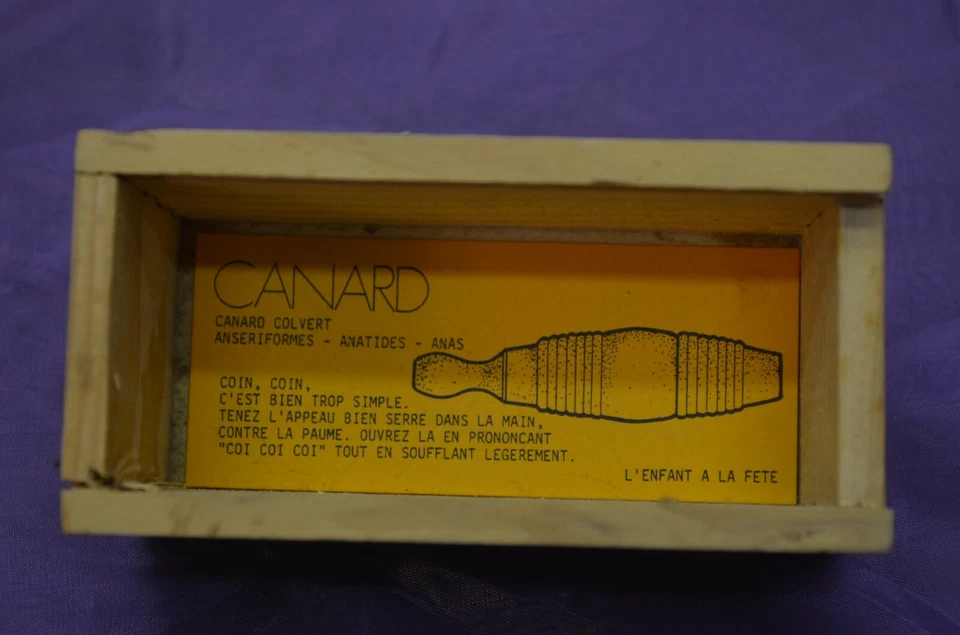 CANARD
CANARD COLVERT
ANSERIFORMES - ANATIDES - ANAS
COIN, COIN,
C'EST BIEN TROP SIMPLE.
TENEZ L'APPEAU BIEN SERRE DANS LA MAIN,
CONTRE LA PAUME. OUVREZ LA EN PRONONCANT
"COI COI COI" TOUT EN SOUFFLANT LEGEREMENT.
L'ENFANT A LA FETE